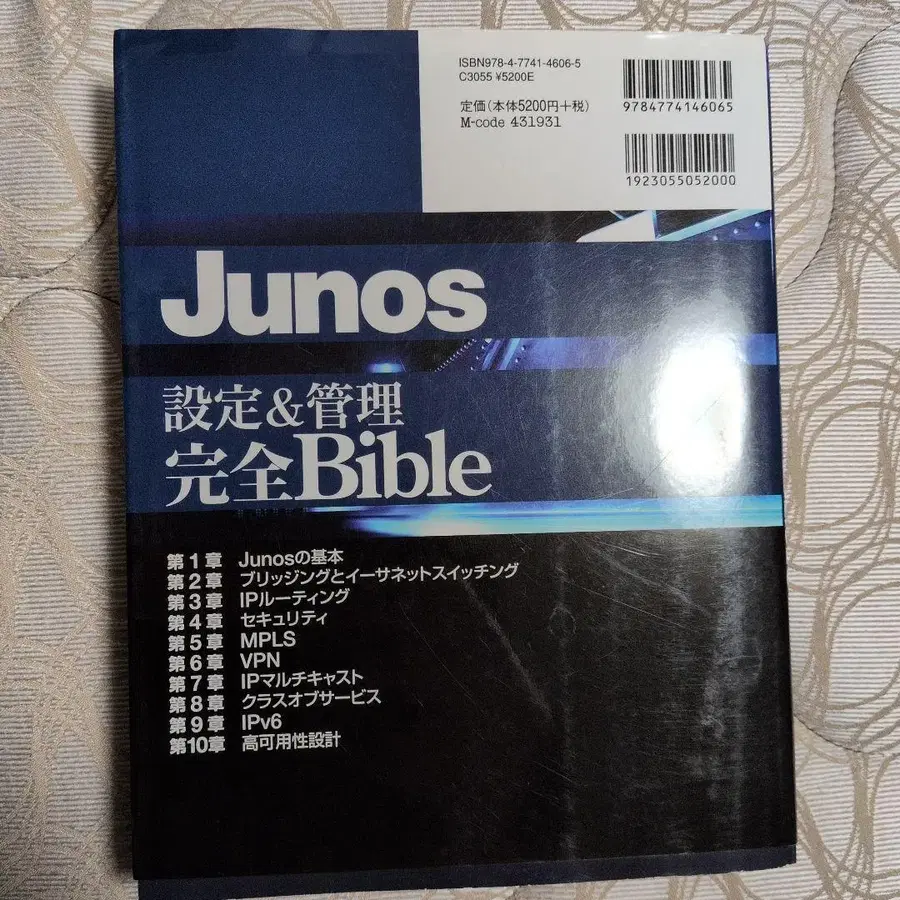 ISBN978-4-7741-4606-5
C3055 ¥5200E
定価(本体5200円+税)
M-code 431931
9784774146065
1923055052000
Junos
設定&管理
完全Bible
第1章 Junosの基本
第2章 ブリッジングとイーサネットスイッチング
第3章 IPルーティング
第4章 セキュリティ
第5章 MPLS
第6章 VPN
第7章 IPマルチキャスト
第8章 クラスオブサービス
第9章 IPv6
第10章 高可用性設計